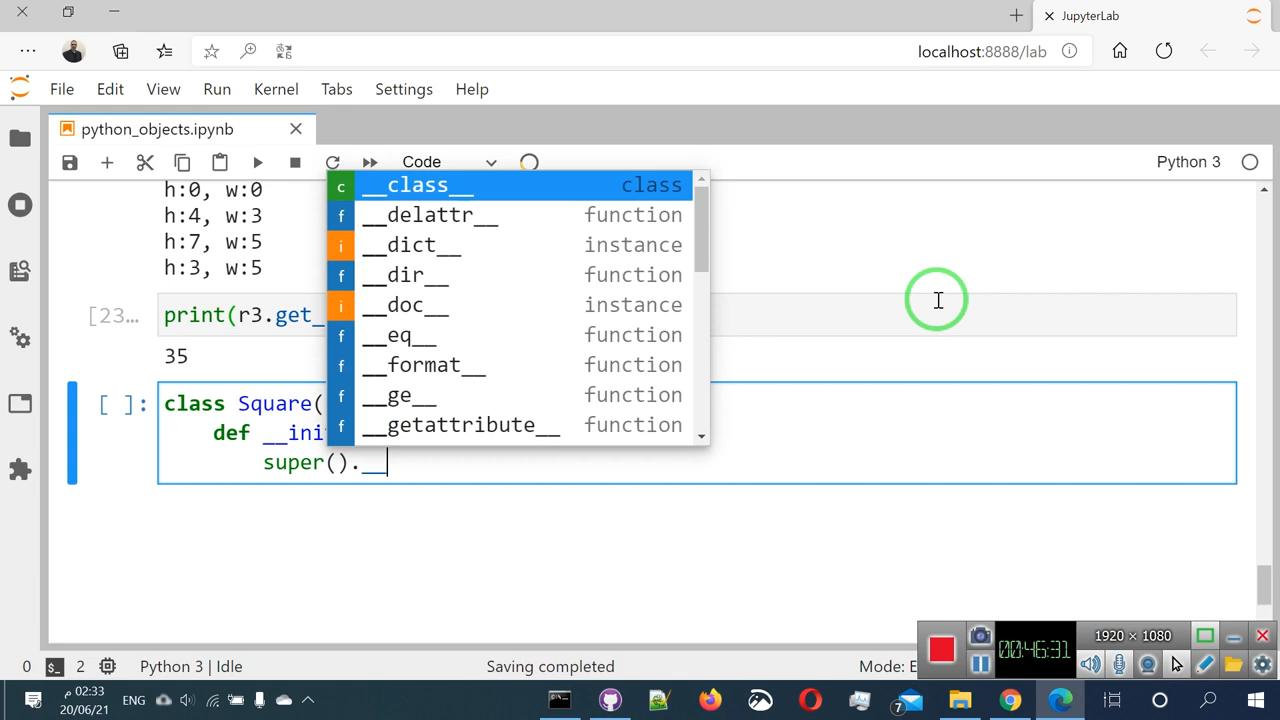 JupyterLab
localhost:8888/lab
File Edit View Run Kernel Tabs Settings Help
python_objects.ipynb
Code
Python 3
h:0, w:0
h:4, w:3
h:7, w:5
h:3, w:5
[23… print(r3.get_
35
[ ]: class Square(
def __ini
super().__
__class__ class
__delattr__ function
__dict__ instance
__dir__ function
__doc__ instance
__eq__ function
__format__ function
__ge__ function
__getattribute__ function
00:46:31
1920 × 1080
0 2 Python 3 | Idle Saving completed Mode: E
02:33 م
20/06/21
ENG
7